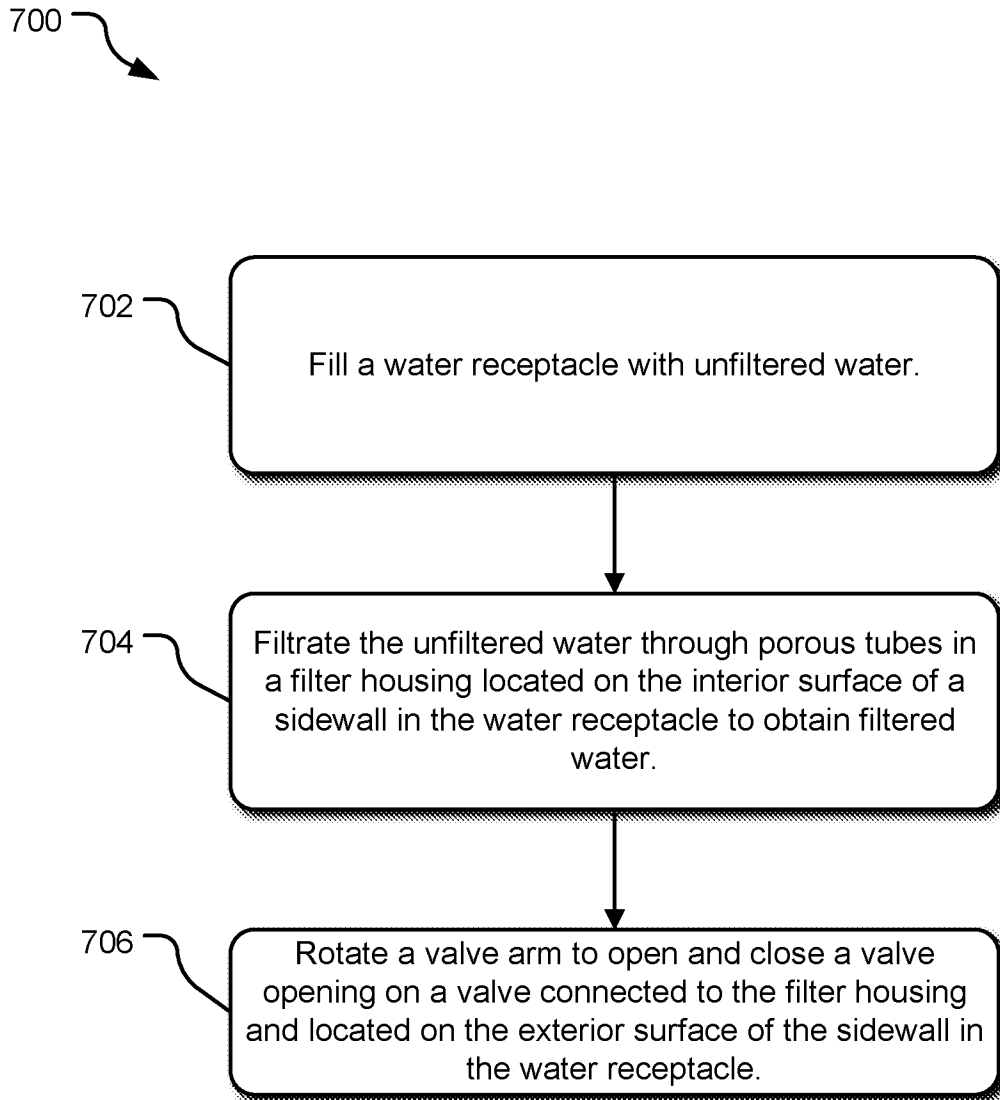 700
702
Fill a water receptacle with unfiltered water.
704
Filtrate the unfiltered water through porous tubes in
a filter housing located on the interior surface of a
sidewall in the water receptacle to obtain filtered
water.
706
Rotate a valve arm to open and close a valve
opening on a valve connected to the filter housing
and located on the exterior surface of the sidewall in
the water receptacle.